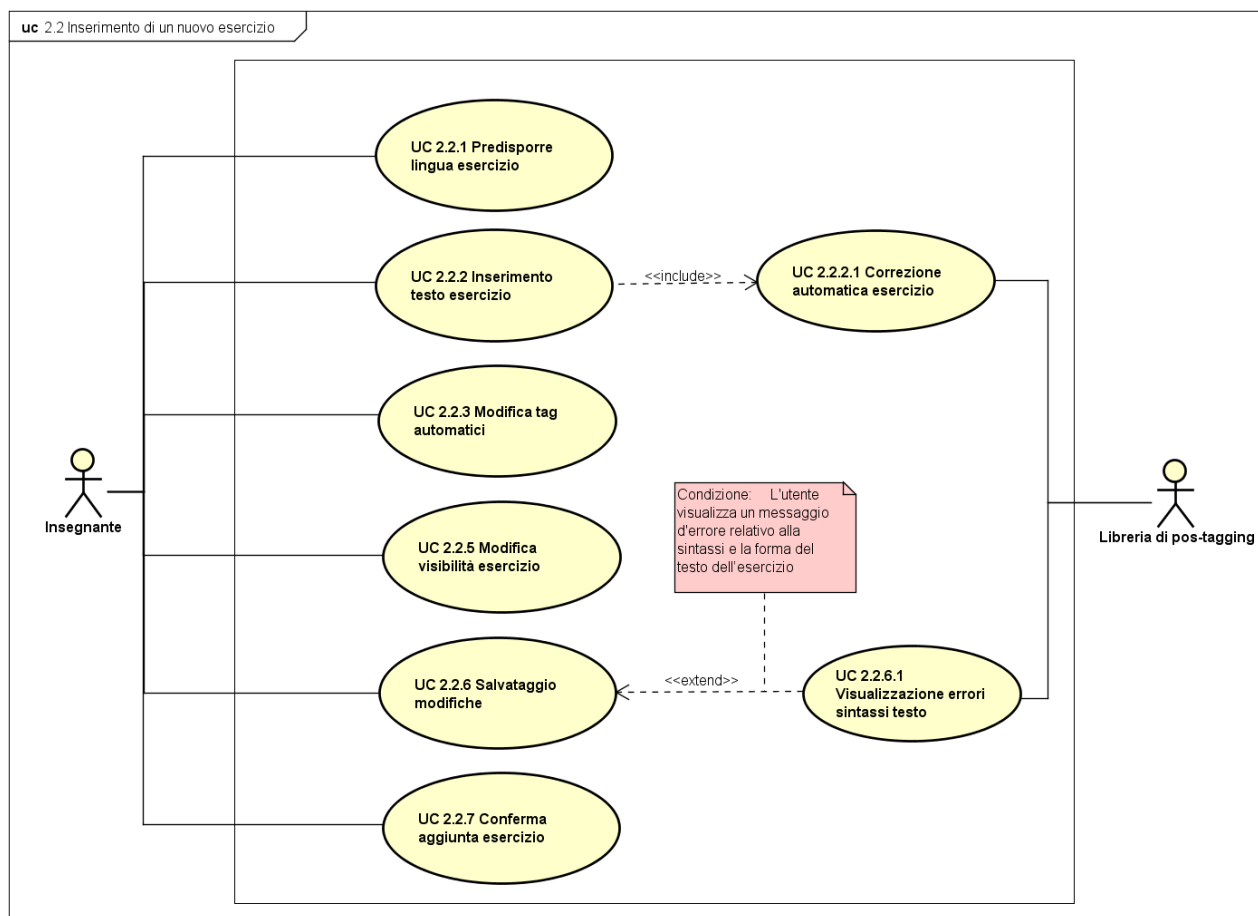 uc 2.2 Inserimento di un nuovo esercizio
UC 2.2.1 Predisporre
lingua esercizio
UC 2.2.2 Inserimento
testo esercizio
<<include>>
UC 2.2.2.1 Correzione
automatica esercizio
UC 2.2.3 Modifica tag
automatici
Insegnante
Condizione: L'utente
visualizza un messaggio
d'errore relativo alla
sintassi e la forma del
testo dell'esercizio
Libreria di pos-tagging
UC 2.2.5 Modifica
visibilità esercizio
UC 2.2.6 Salvataggio
modifiche
<<extend>>
UC 2.2.6.1
Visualizzazione errori
sintassi testo
UC 2.2.7 Conferma
aggiunta esercizio